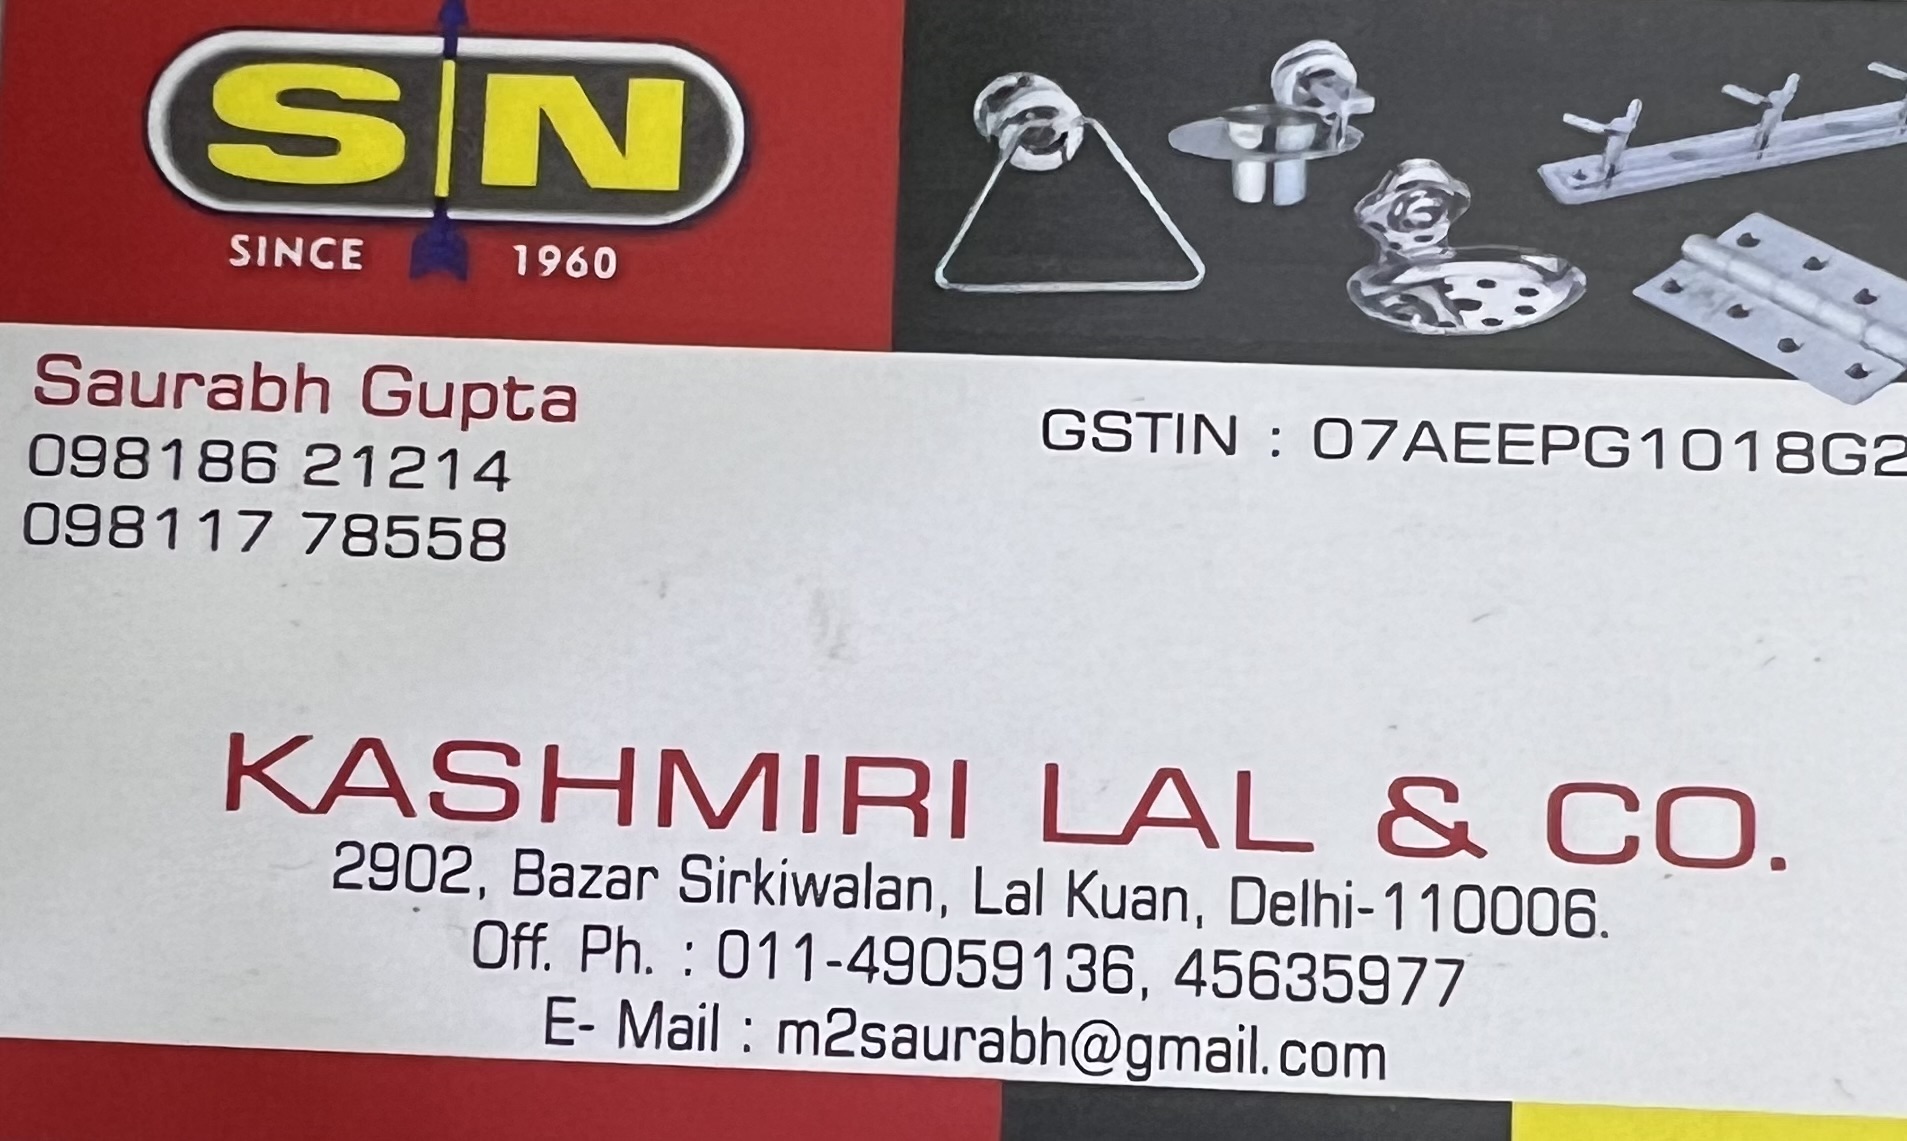 S N
SINCE 1960
Saurabh Gupta
098186 21214
098117 78558
GSTIN : 07AEEPG1018G2
KASHMIRI LAL & CO.
2902, Bazar Sirkiwalan, Lal Kuan, Delhi-110006.
Off. Ph. : 011-49059136, 45635977
E- Mail : m2saurabh@gmail.com